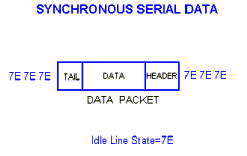 SYNCHRONOUS SERIAL DATA
7E 7E 7E TAIL DATA HEADER 7E 7E 7E
DATA PACKET
Idle Line State=7E